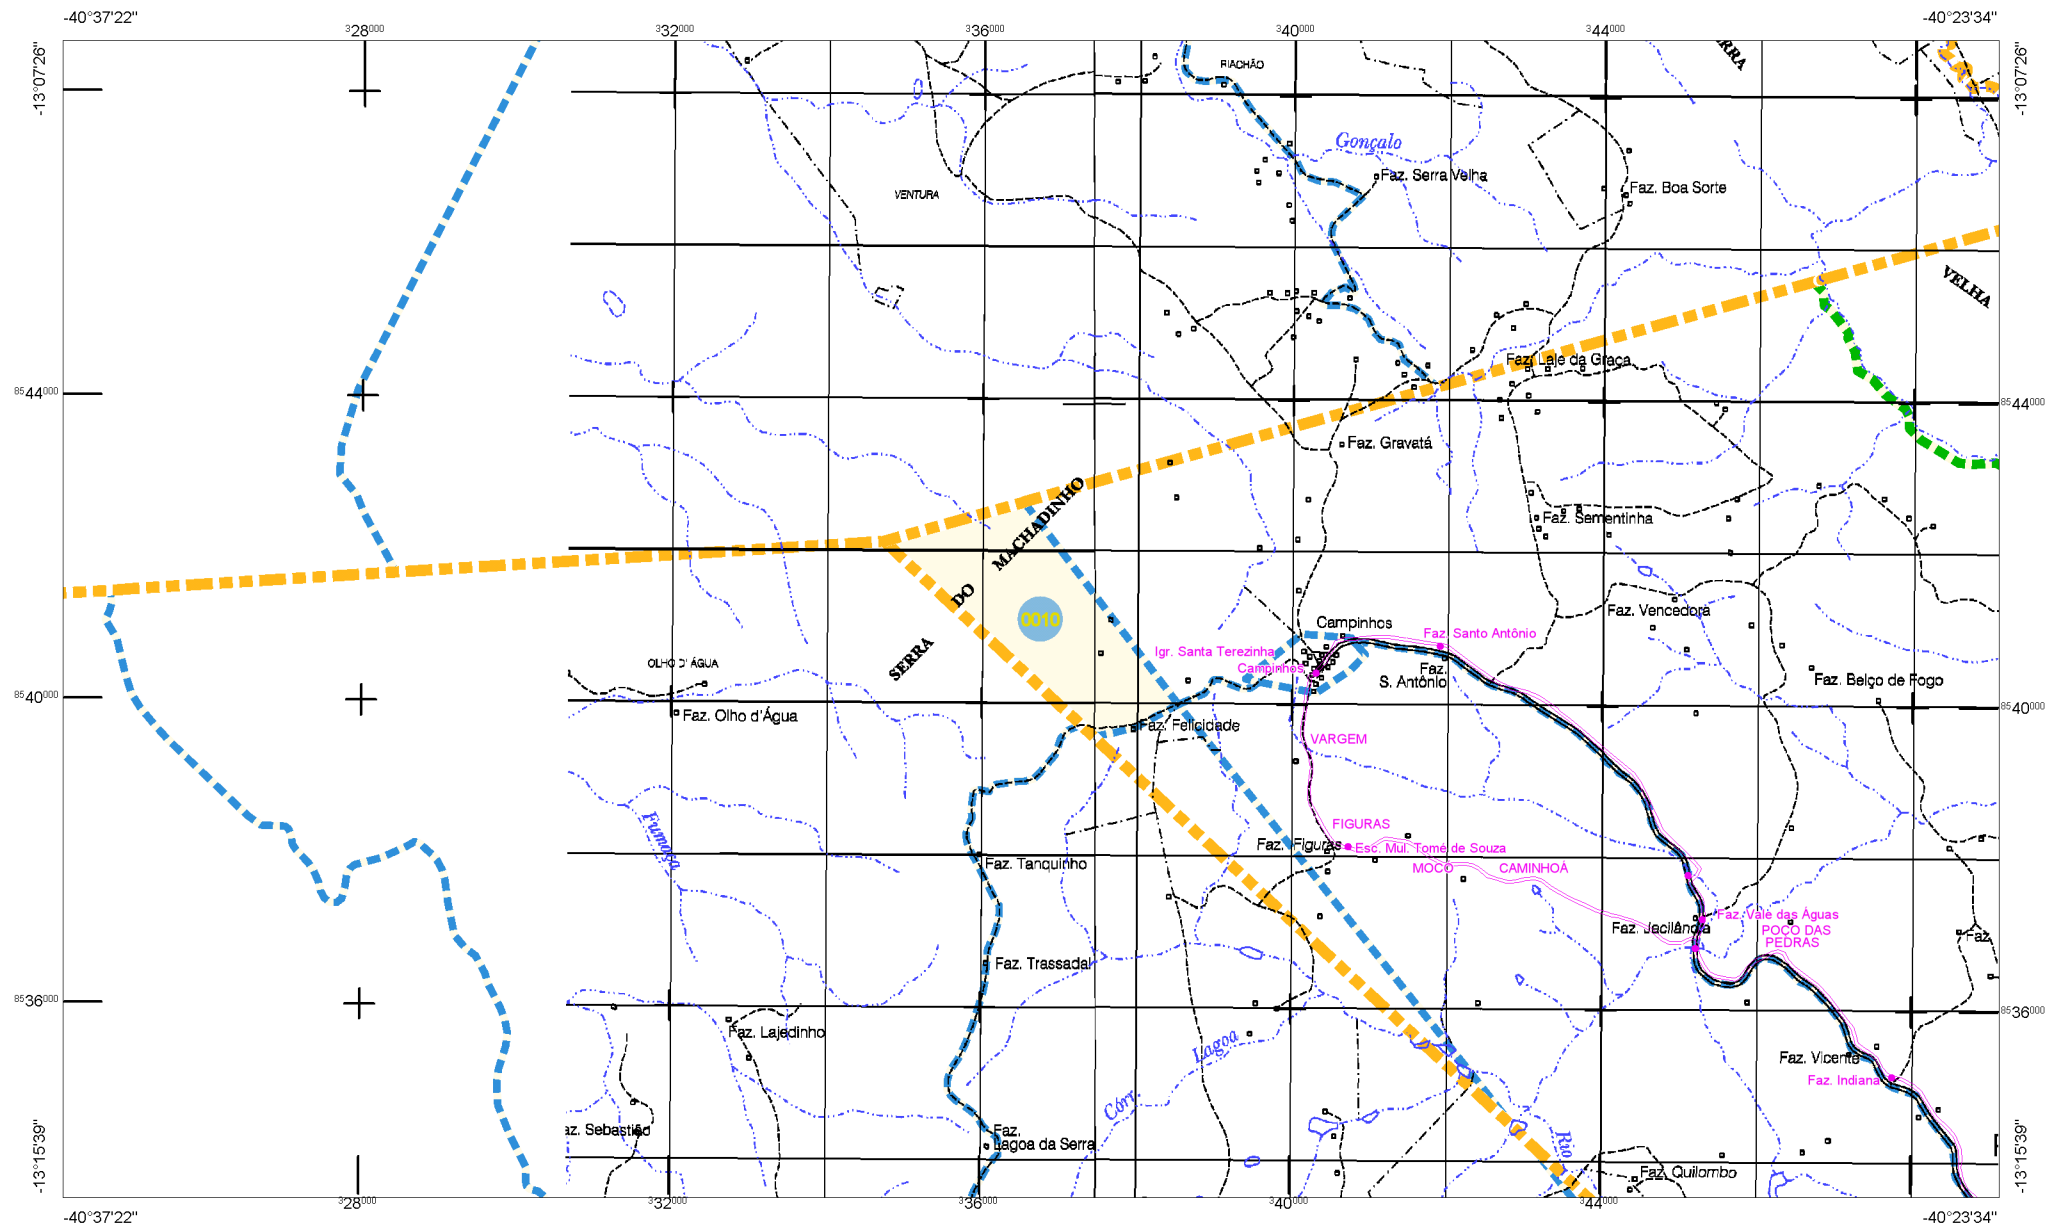 -40°37'22"
-40°23'34"
328000
332000
336000
340000
344000
-13°07'26"
-13°07'26"
RIACHÃO
Gonçalo
Faz. Serra Velha
Faz. Boa Sorte
VENTURA
VELHA
Faz. Lale da Graça
8544000
8544000
Faz. Gravatá
MACHADINHO
Faz. Sementinha
DO
0010
Faz. Vencedora
Campinhos
Faz. Santo Antônio
SERRA
Igr. Santa Terezinha
OLHO D'ÁGUA
Campinhos
Faz.
S. Antônio
Faz. Belço de Fogo
8540000
8540000
Faz. Olho d'Água
Faz. Felicidade
VARGEM
Fumaça
FIGURAS
Faz. Figuras
Esc. Mul. Tomé de Souza
Faz. Tanquinho
MOCO
CAMINHOÁ
Faz. Vale das Águas
Faz. Jacilândia
POCO DAS
PEDRAS
Faz
Faz. Trassadal
8536000
8536000
Faz. Lajedinho
Lagoa
Faz. Vicente
Faz. Indiana
Córr.
az. Sebastião
Faz.
Lagoa da Serra
Rio
Faz. Quilombo
-13°15'39"
-13°15'39"
328000
332000
336000
340000
344000
-40°37'22"
-40°23'34"